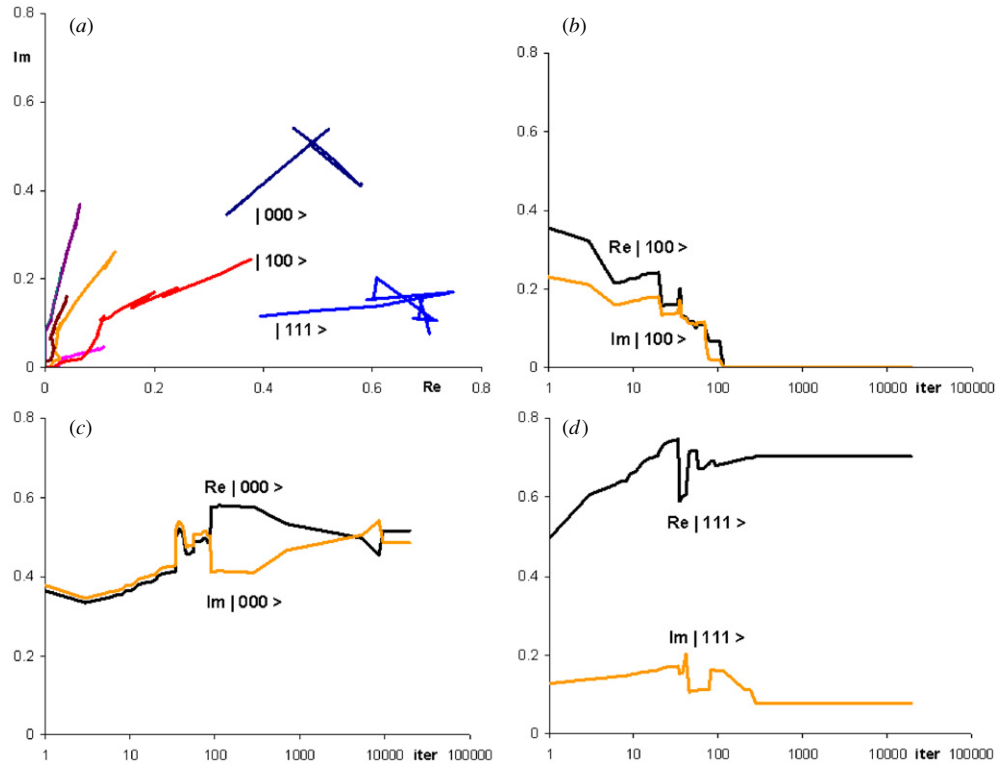 (a)
Im
0.8
0.6
0.4
0.2
0
| 000 >
| 100 >
| 111 >
0
0.2
0.4
0.6
Re
0.8
(b)
0.8
0.6
0.4
0.2
0
Re | 100 >
Im | 100 >
1
10
100
1000
10000
iter
100000
(c)
0.8
0.6
0.4
0.2
0
Re | 000 >
Im | 000 >
1
10
100
1000
10000
iter
100000
(d)
0.8
0.6
0.4
0.2
0
Re | 111 >
Im | 111 >
1
10
100
1000
10000
iter
100000